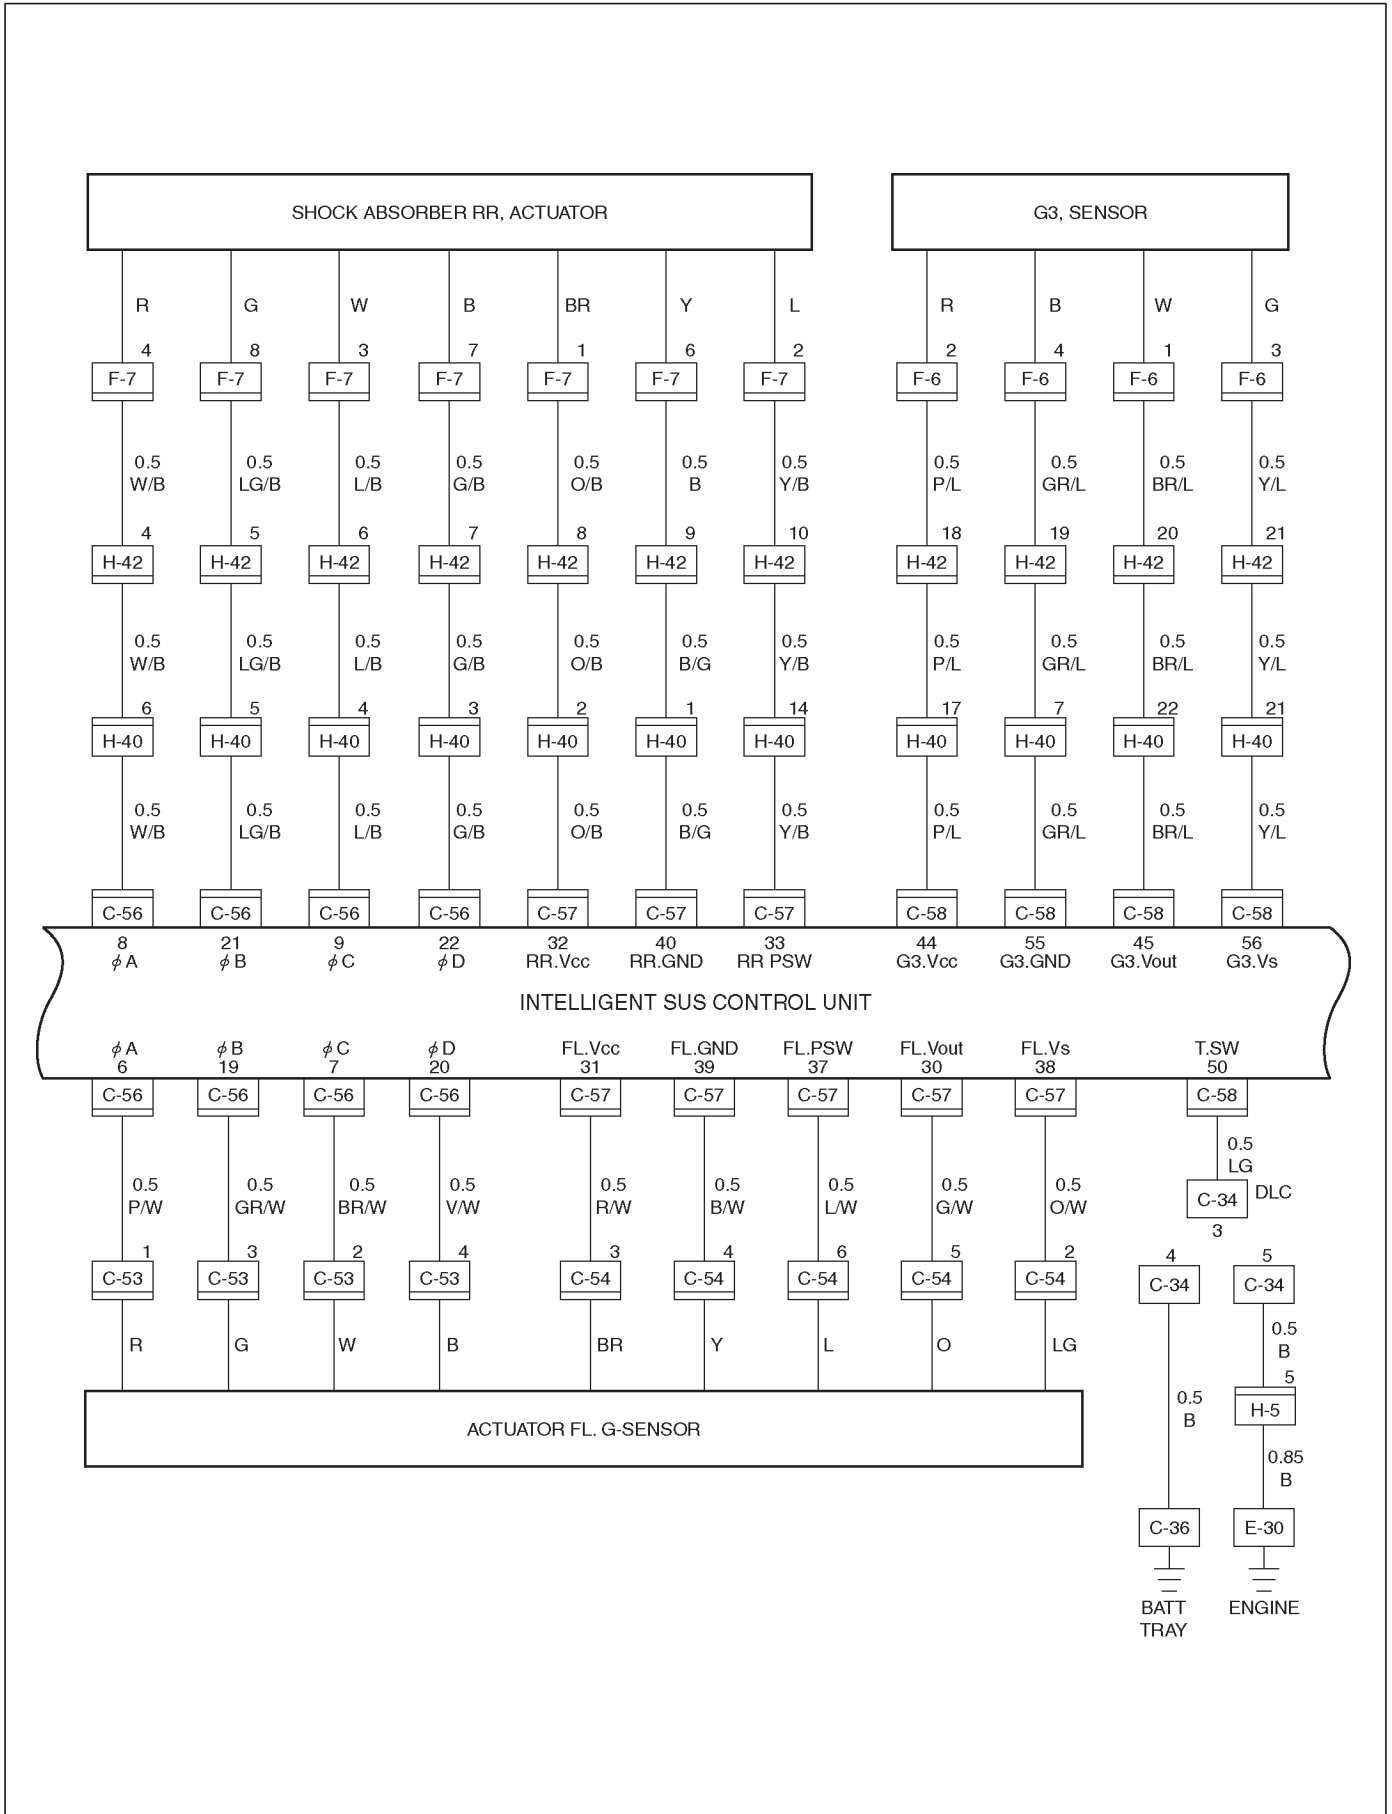 SHOCK ABSORBER RR, ACTUATOR G3, SENSOR
R G W B BR Y L R B W G
4 8 3 7 1 6 2 2 4 1 3
F-7 F-7 F-7 F-7 F-7 F-7 F-7 F-6 F-6 F-6 F-6
0.5 0.5 0.5 0.5 0.5 0.5 0.5 0.5 0.5 0.5 0.5
W/B LG/B L/B G/B O/B B Y/B P/L GR/L BR/L Y/L
4 5 6 7 8 9 10 18 19 20 21
H-42 H-42 H-42 H-42 H-42 H-42 H-42 H-42 H-42 H-42 H-42
0.5 0.5 0.5 0.5 0.5 0.5 0.5 0.5 0.5 0.5 0.5
W/B LG/B L/B G/B O/B B/G Y/B P/L GR/L BR/L Y/L
6 5 4 3 2 1 14 17 7 22 21
H-40 H-40 H-40 H-40 H-40 H-40 H-40 H-40 H-40 H-40 H-40
0.5 0.5 0.5 0.5 0.5 0.5 0.5 0.5 0.5 0.5 0.5
W/B LG/B L/B G/B O/B B/G Y/B P/L GR/L BR/L Y/L
C-56 C-56 C-56 C-56 C-57 C-57 C-57 C-58 C-58 C-58 C-58
8 21 9 22 32 40 33 44 55 45 56
ϕA ϕB ϕC ϕD RR.Vcc RR.GND RR PSW G3.Vcc G3.GND G3.Vout G3.Vs
INTELLIGENT SUS CONTROL UNIT
ϕA ϕB ϕC ϕD FL.Vcc FL.GND FL.PSW FL.Vout FL.Vs T.SW
6 19 7 20 31 39 37 30 38 50
C-56 C-56 C-56 C-56 C-57 C-57 C-57 C-57 C-57 C-58
0.5
LG
0.5 0.5 0.5 0.5 0.5 0.5 0.5 0.5 0.5
P/W GR/W BR/W V/W R/W B/W L/W G/W O/W
C-34 DLC
3
1 3 2 4 3 4 6 5 2 4 5
C-53 C-53 C-53 C-53 C-54 C-54 C-54 C-54 C-54 C-34 C-34
R G W B BR Y L O LG
0.5
B
5
0.5
B
H-5
ACTUATOR FL. G-SENSOR
0.85
B
C-36 E-30
BATT ENGINE
TRAY